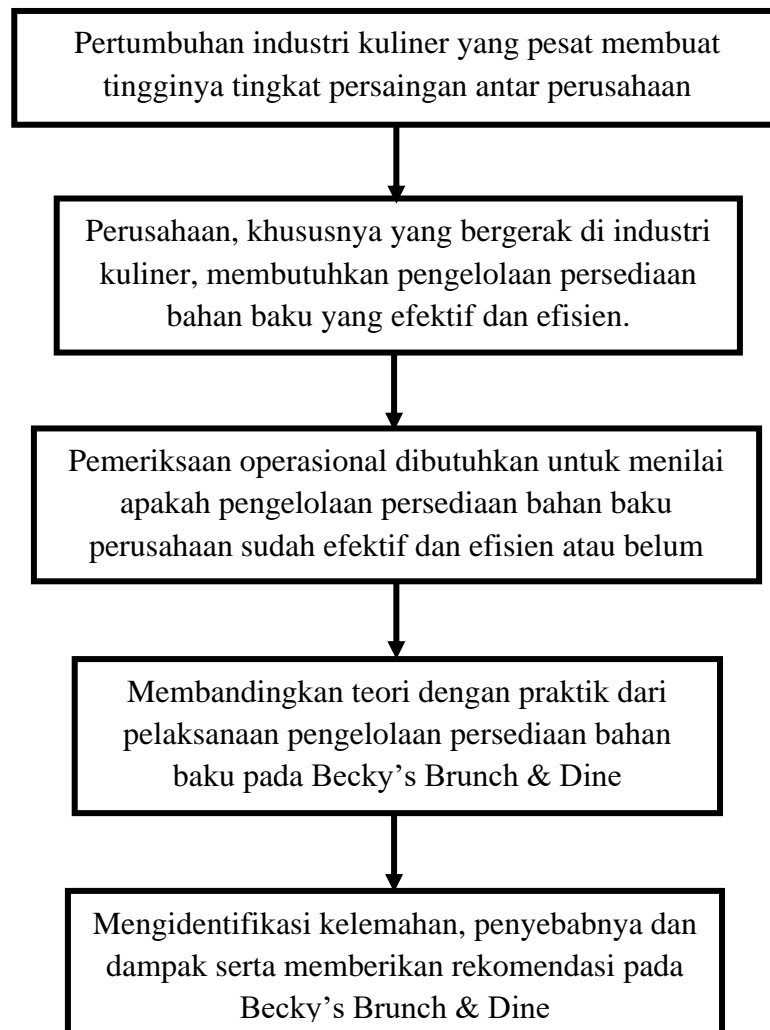 Pertumbuhan industri kuliner yang pesat membuat
tingginya tingkat persaingan antar perusahaan
Perusahaan, khususnya yang bergerak di industri
kuliner, membutuhkan pengelolaan persediaan
bahan baku yang efektif dan efisien.
Pemeriksaan operasional dibutuhkan untuk menilai
apakah pengelolaan persediaan bahan baku
perusahaan sudah efektif dan efisien atau belum
Membandingkan teori dengan praktik dari
pelaksanaan pengelolaan persediaan bahan
baku pada Becky’s Brunch & Dine
Mengidentifikasi kelemahan, penyebabnya dan
dampak serta memberikan rekomendasi pada
Becky’s Brunch & Dine